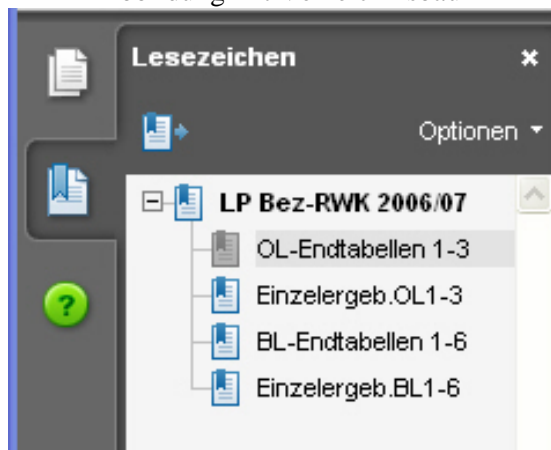 Lesezeichen
Optionen
LP Bez-RWK 2006/07
OL-Endtabellen 1-3
Einzelergeb.OL1-3
BL-Endtabellen 1-6
Einzelergeb.BL1-6